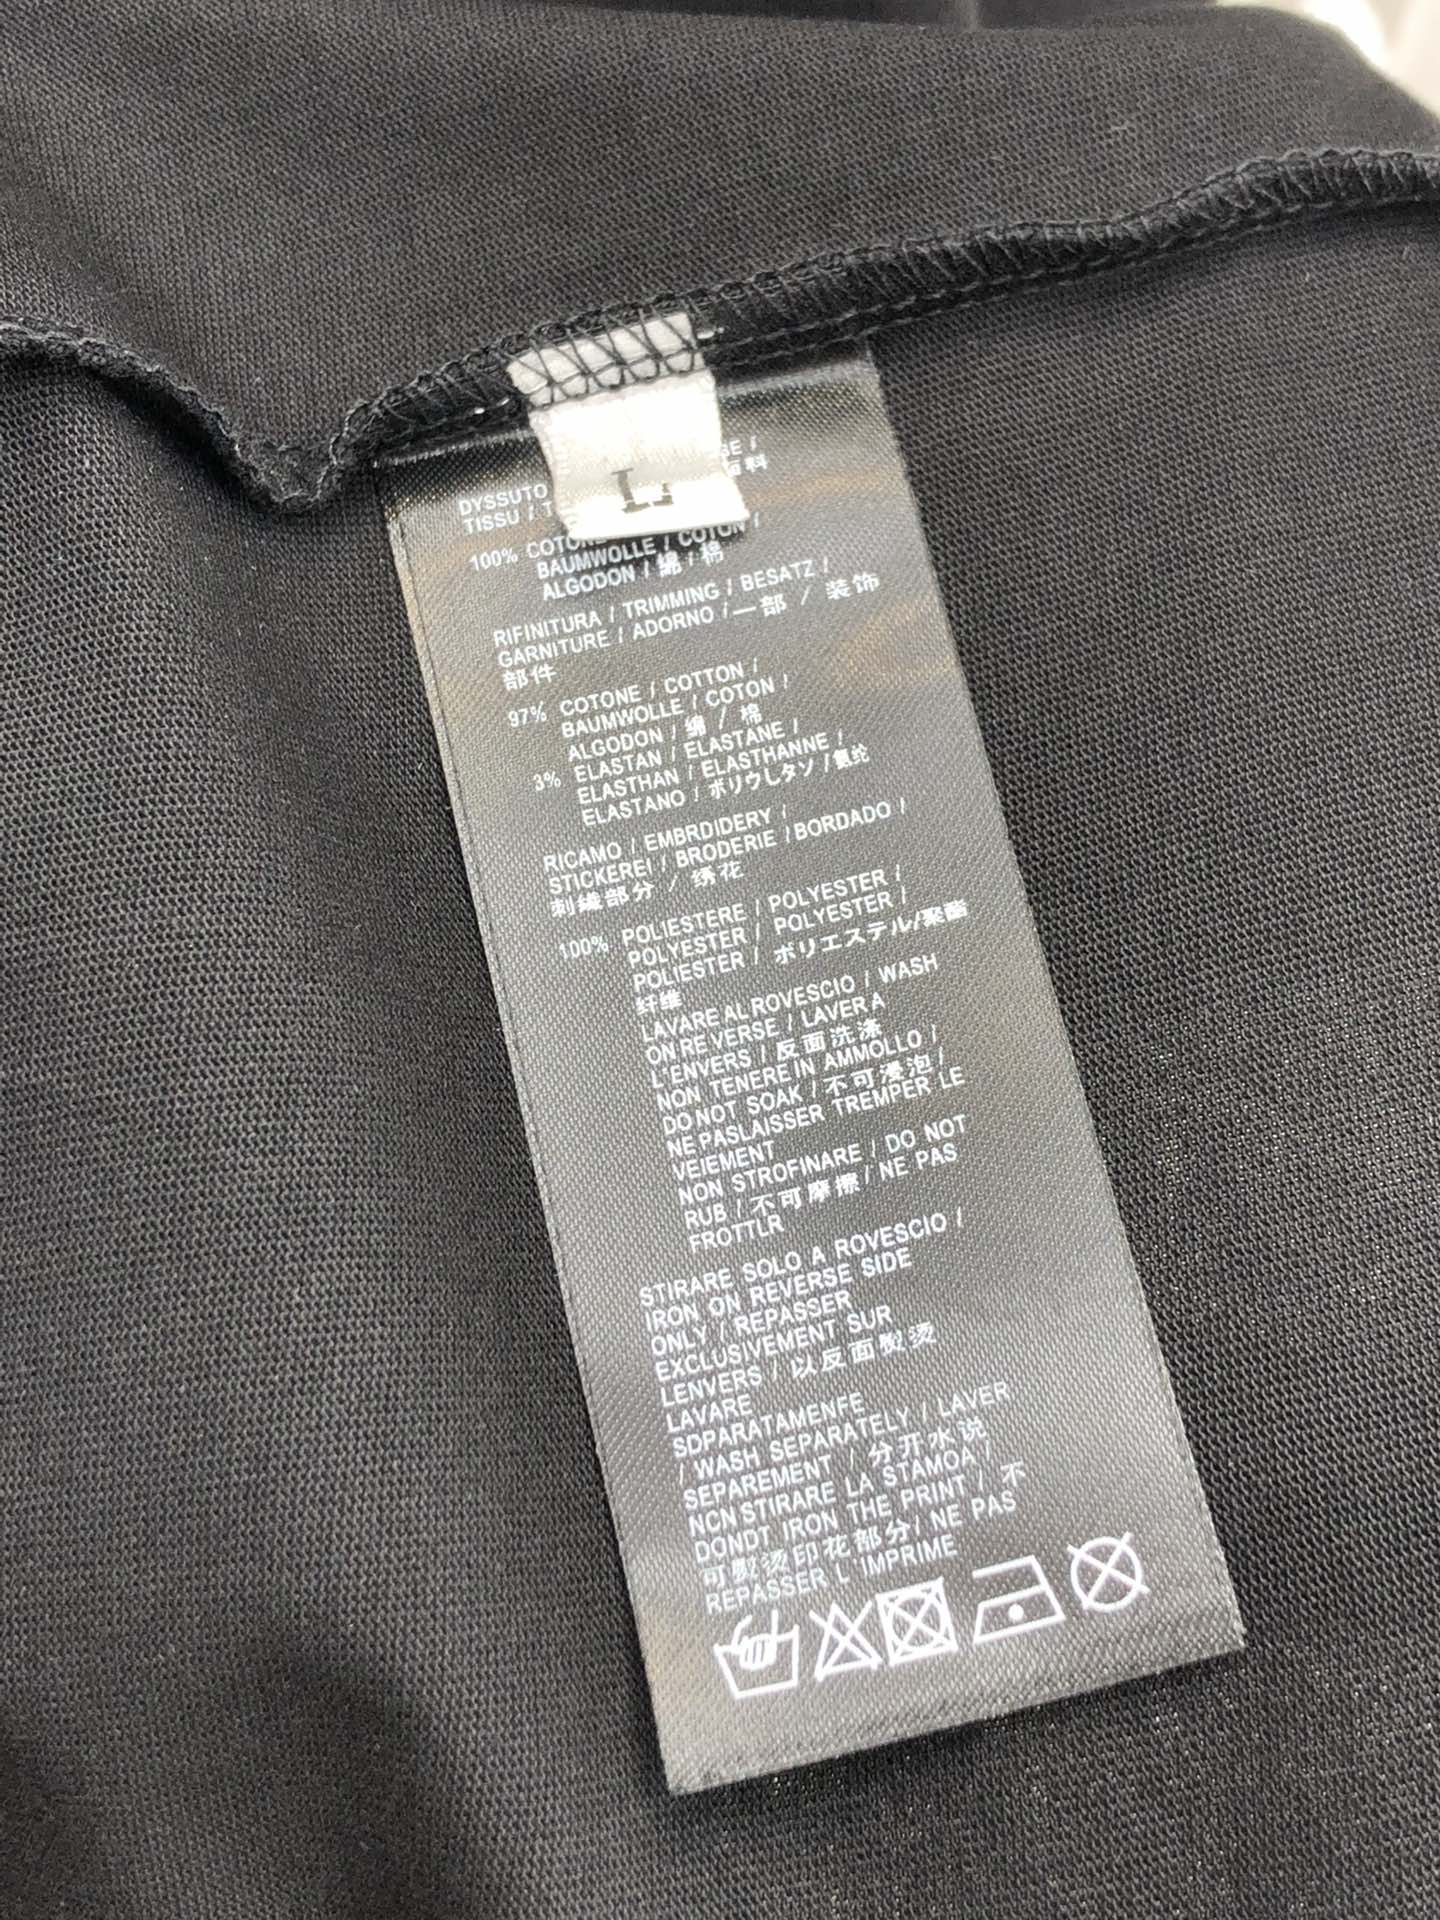 L
DYSSUTO GE /
TISSU / T 面料
100% COTONE
BAUMWOLLE / COTON /
ALGODON / 綿 / 棉
RIFINITURA / TRIMMING / BESATZ /
GARNITURE / ADORNO / 一部 / 装饰
部件
97% COTONE / COTTON /
BAUMWOLLE / COTON /
ALGODON / 綿 / 棉
3% ELASTAN / ELASTANE /
ELASTHAN / ELASTHANNE /
ELASTANO / ポリウレタソ / 氨纶
RICAMO / EMBRDIDERY /
STICKEREI / BRODERIE / BORDADO /
刺繍部分 / 绣花
100% POLIESTERE / POLYESTER /
POLYESTER / POLYESTER /
POLIESTER / ポリエステル/聚酯
纤维
LAVARE AL ROVESCIO / WASH
ON RE VERSE / LAVER A
L'ENVERS / 反面洗涤
NON TENERE IN AMMOLLO /
DO NOT SOAK / 不可浸泡 /
NE PASLAISSER TREMPER LE
VEIEMENT
NON STROFINARE / DO NOT
RUB / 不可摩擦 / NE PAS
FROTTLR
STIRARE SOLO A ROVESCIO /
IRON ON REVERSE SIDE
ONLY / REPASSER
EXCLUSIVEMENT SUR
LENVERS / 以反面熨烫
LAVARE
SDPARATAMENFE
/ WASH SEPARATELY / LAVER
SEPAREMENT / 分开水说
NCN STIRARE LA STAMOA /
DONDT IRON THE PRINT / 不
可熨烫印花部分/ NE PAS
REPASSER L' IMPRIME